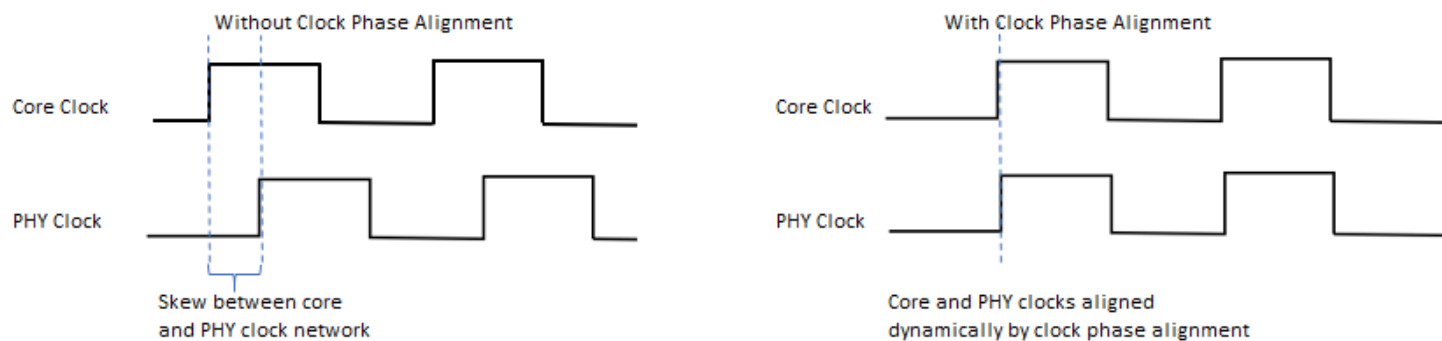 Without Clock Phase Alignment
Core Clock
PHY Clock
Skew between core
and PHY clock network
With Clock Phase Alignment
Core Clock
PHY Clock
Core and PHY clocks aligned
dynamically by clock phase alignment